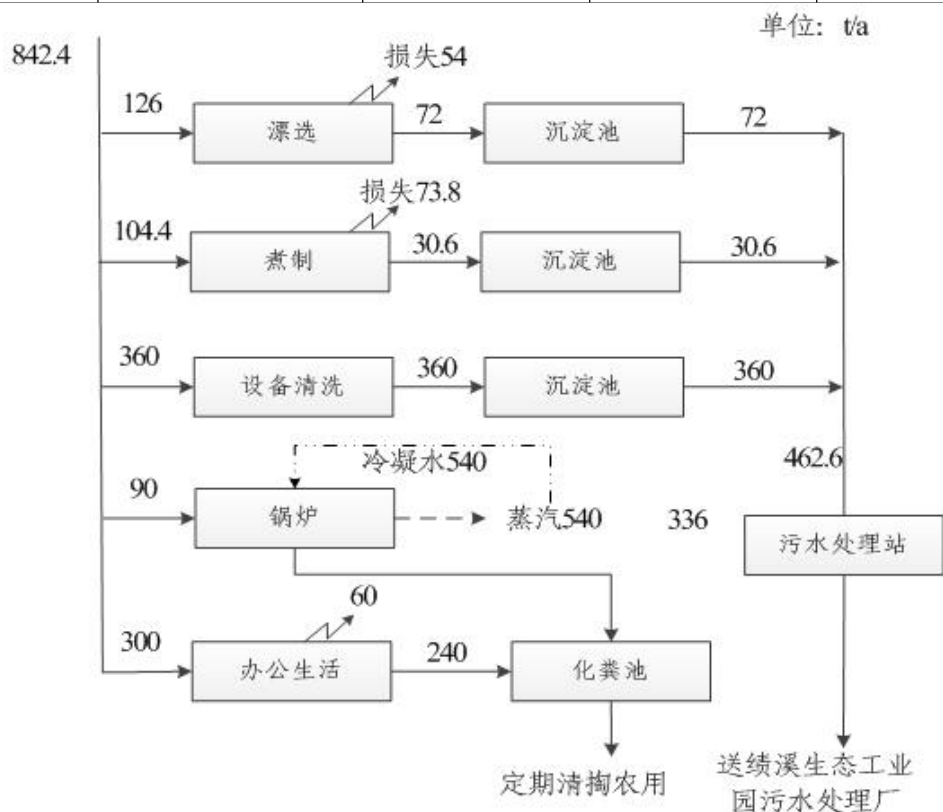 单位: t/a
842.4
损失54
126
漂选
72
沉淀池
72
损失73.8
104.4
煮制
30.6
沉淀池
30.6
360
设备清洗
360
沉淀池
360
冷凝水540
462.6
90
锅炉
蒸汽540
336
污水处理站
60
300
办公生活
240
化粪池
定期清掏农用
送绩溪生态工业
园污水处理厂